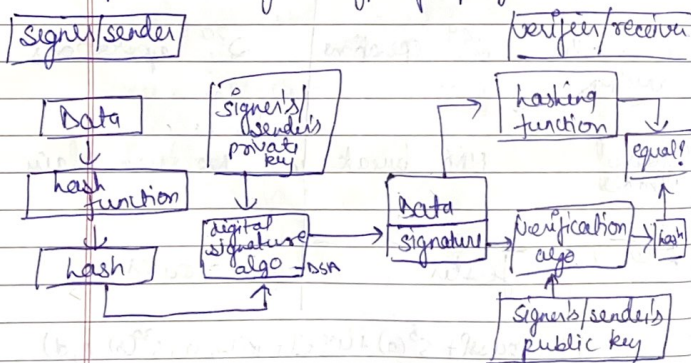 Signer/sender
verifier/receiver
Data
hash
function
hash
Signer's/
sender's
private
key
digital
signature
algo - DSA
Data
signature
hashing
function
equal?
verification
algo
hash
Signer's/sender's
public key